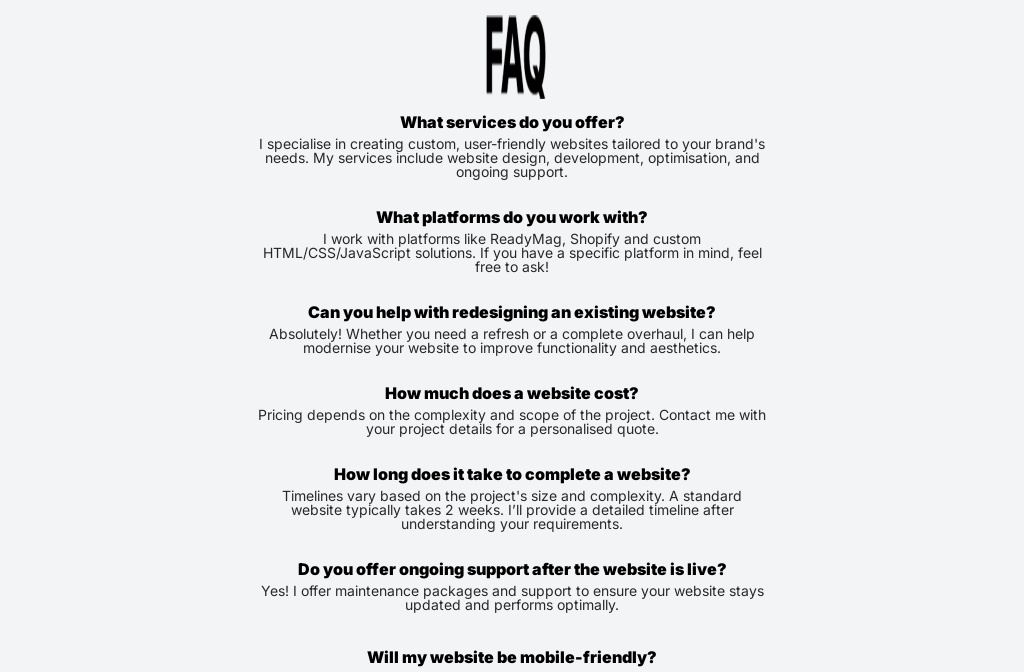 FAQ
What services do you offer?
I specialise in creating custom, user-friendly websites tailored to your brand's
needs. My services include website design, development, optimisation, and
ongoing support.
What platforms do you work with?
I work with platforms like ReadyMag, Shopify and custom
HTML/CSS/JavaScript solutions. If you have a specific platform in mind, feel
free to ask!
Can you help with redesigning an existing website?
Absolutely! Whether you need a refresh or a complete overhaul, I can help
modernise your website to improve functionality and aesthetics.
How much does a website cost?
Pricing depends on the complexity and scope of the project. Contact me with
your project details for a personalised quote.
How long does it take to complete a website?
Timelines vary based on the project's size and complexity. A standard
website typically takes 2 weeks. I’ll provide a detailed timeline after
understanding your requirements.
Do you offer ongoing support after the website is live?
Yes! I offer maintenance packages and support to ensure your website stays
updated and performs optimally.
Will my website be mobile-friendly?